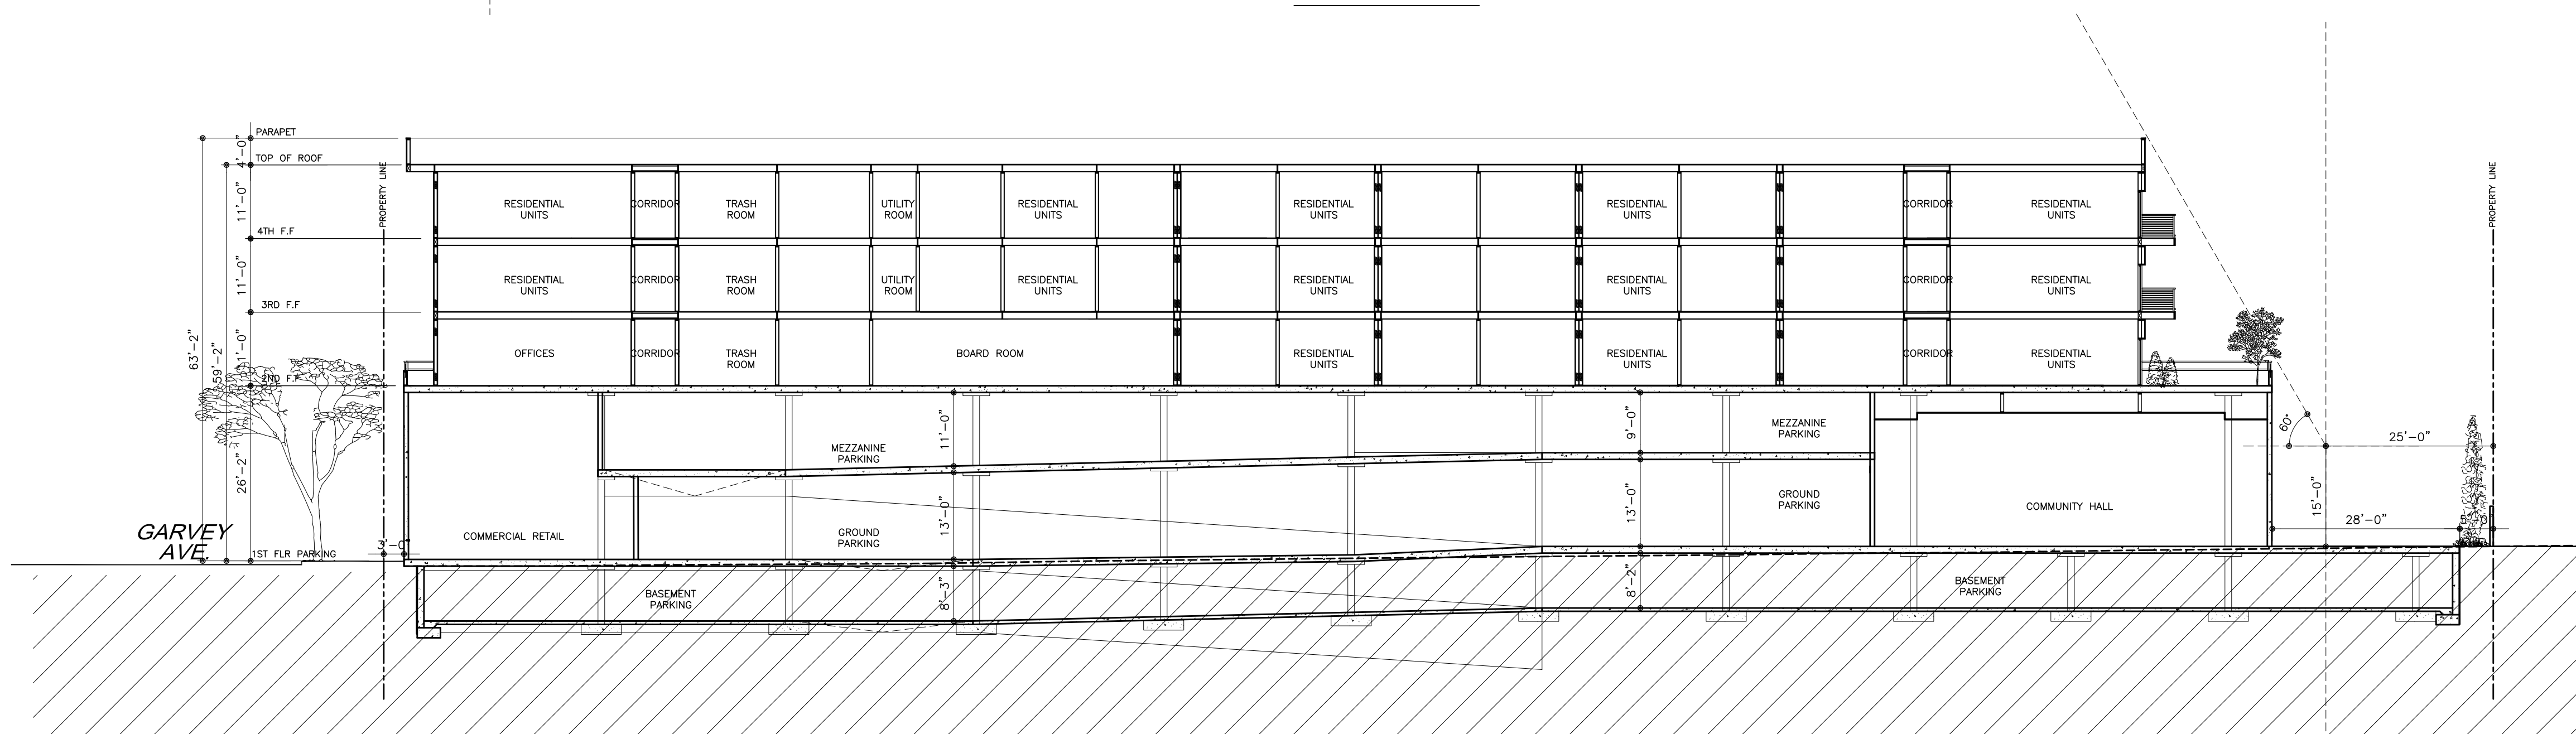 PARAPET
4'-0"
TOP OF ROOF
PROPERTY LINE
PROPERTY LINE
11'-0"
RESIDENTIAL
UNITS
CORRIDOR
TRASH
ROOM
UTILITY
ROOM
RESIDENTIAL
UNITS
RESIDENTIAL
UNITS
RESIDENTIAL
UNITS
CORRIDOR
RESIDENTIAL
UNITS
4TH F.F
11'-0"
RESIDENTIAL
UNITS
CORRIDOR
TRASH
ROOM
UTILITY
ROOM
RESIDENTIAL
UNITS
RESIDENTIAL
UNITS
RESIDENTIAL
UNITS
CORRIDOR
RESIDENTIAL
UNITS
3RD F.F
63'-2"
59'-2"
11'-0"
OFFICES
CORRIDOR
TRASH
ROOM
BOARD ROOM
RESIDENTIAL
UNITS
RESIDENTIAL
UNITS
CORRIDOR
RESIDENTIAL
UNITS
2ND F.F
26'-2"
MEZZANINE
PARKING
11'-0"
9'-0"
MEZZANINE
PARKING
60°
25'-0"
GARVEY
AVE.
1ST FLR PARKING
3'-0"
COMMERCIAL RETAIL
GROUND
PARKING
13'-0"
13'-0"
GROUND
PARKING
COMMUNITY HALL
15'-0"
28'-0"
5'-0"
BASEMENT
PARKING
8'-3"
8'-2"
BASEMENT
PARKING